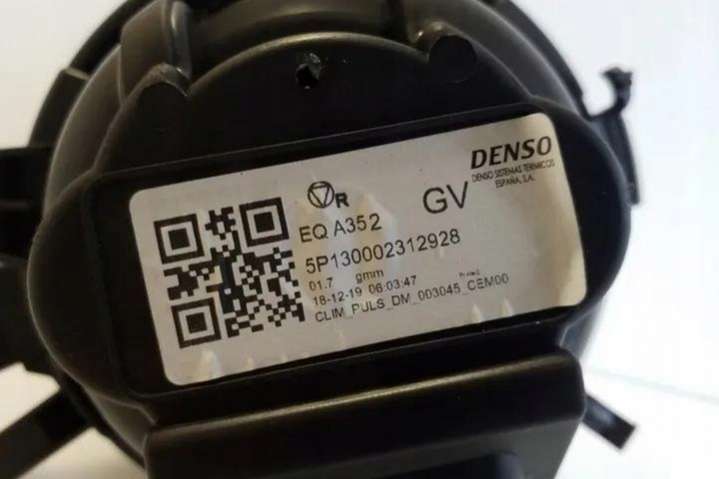 DENSO
DENSO SISTEMAS TERMICOS
ESPAÑA, S.A.
R
EQ A352
GV
5P130002312928
01.7 gmm
18-12-19 06:03:47
CLIM_PULS_DM_003045_CEM00